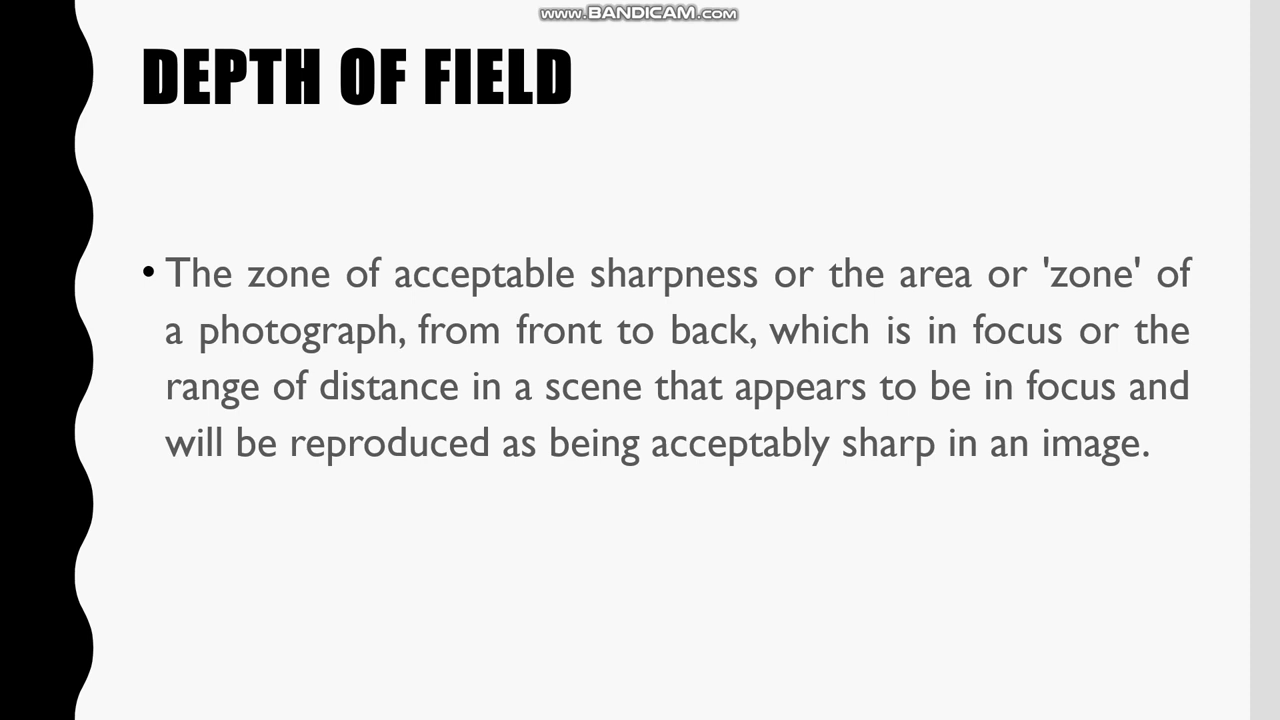 www.BANDICAM.com
DEPTH OF FIELD
• The zone of acceptable sharpness or the area or 'zone' of
a photograph, from front to back, which is in focus or the
range of distance in a scene that appears to be in focus and
will be reproduced as being acceptably sharp in an image.